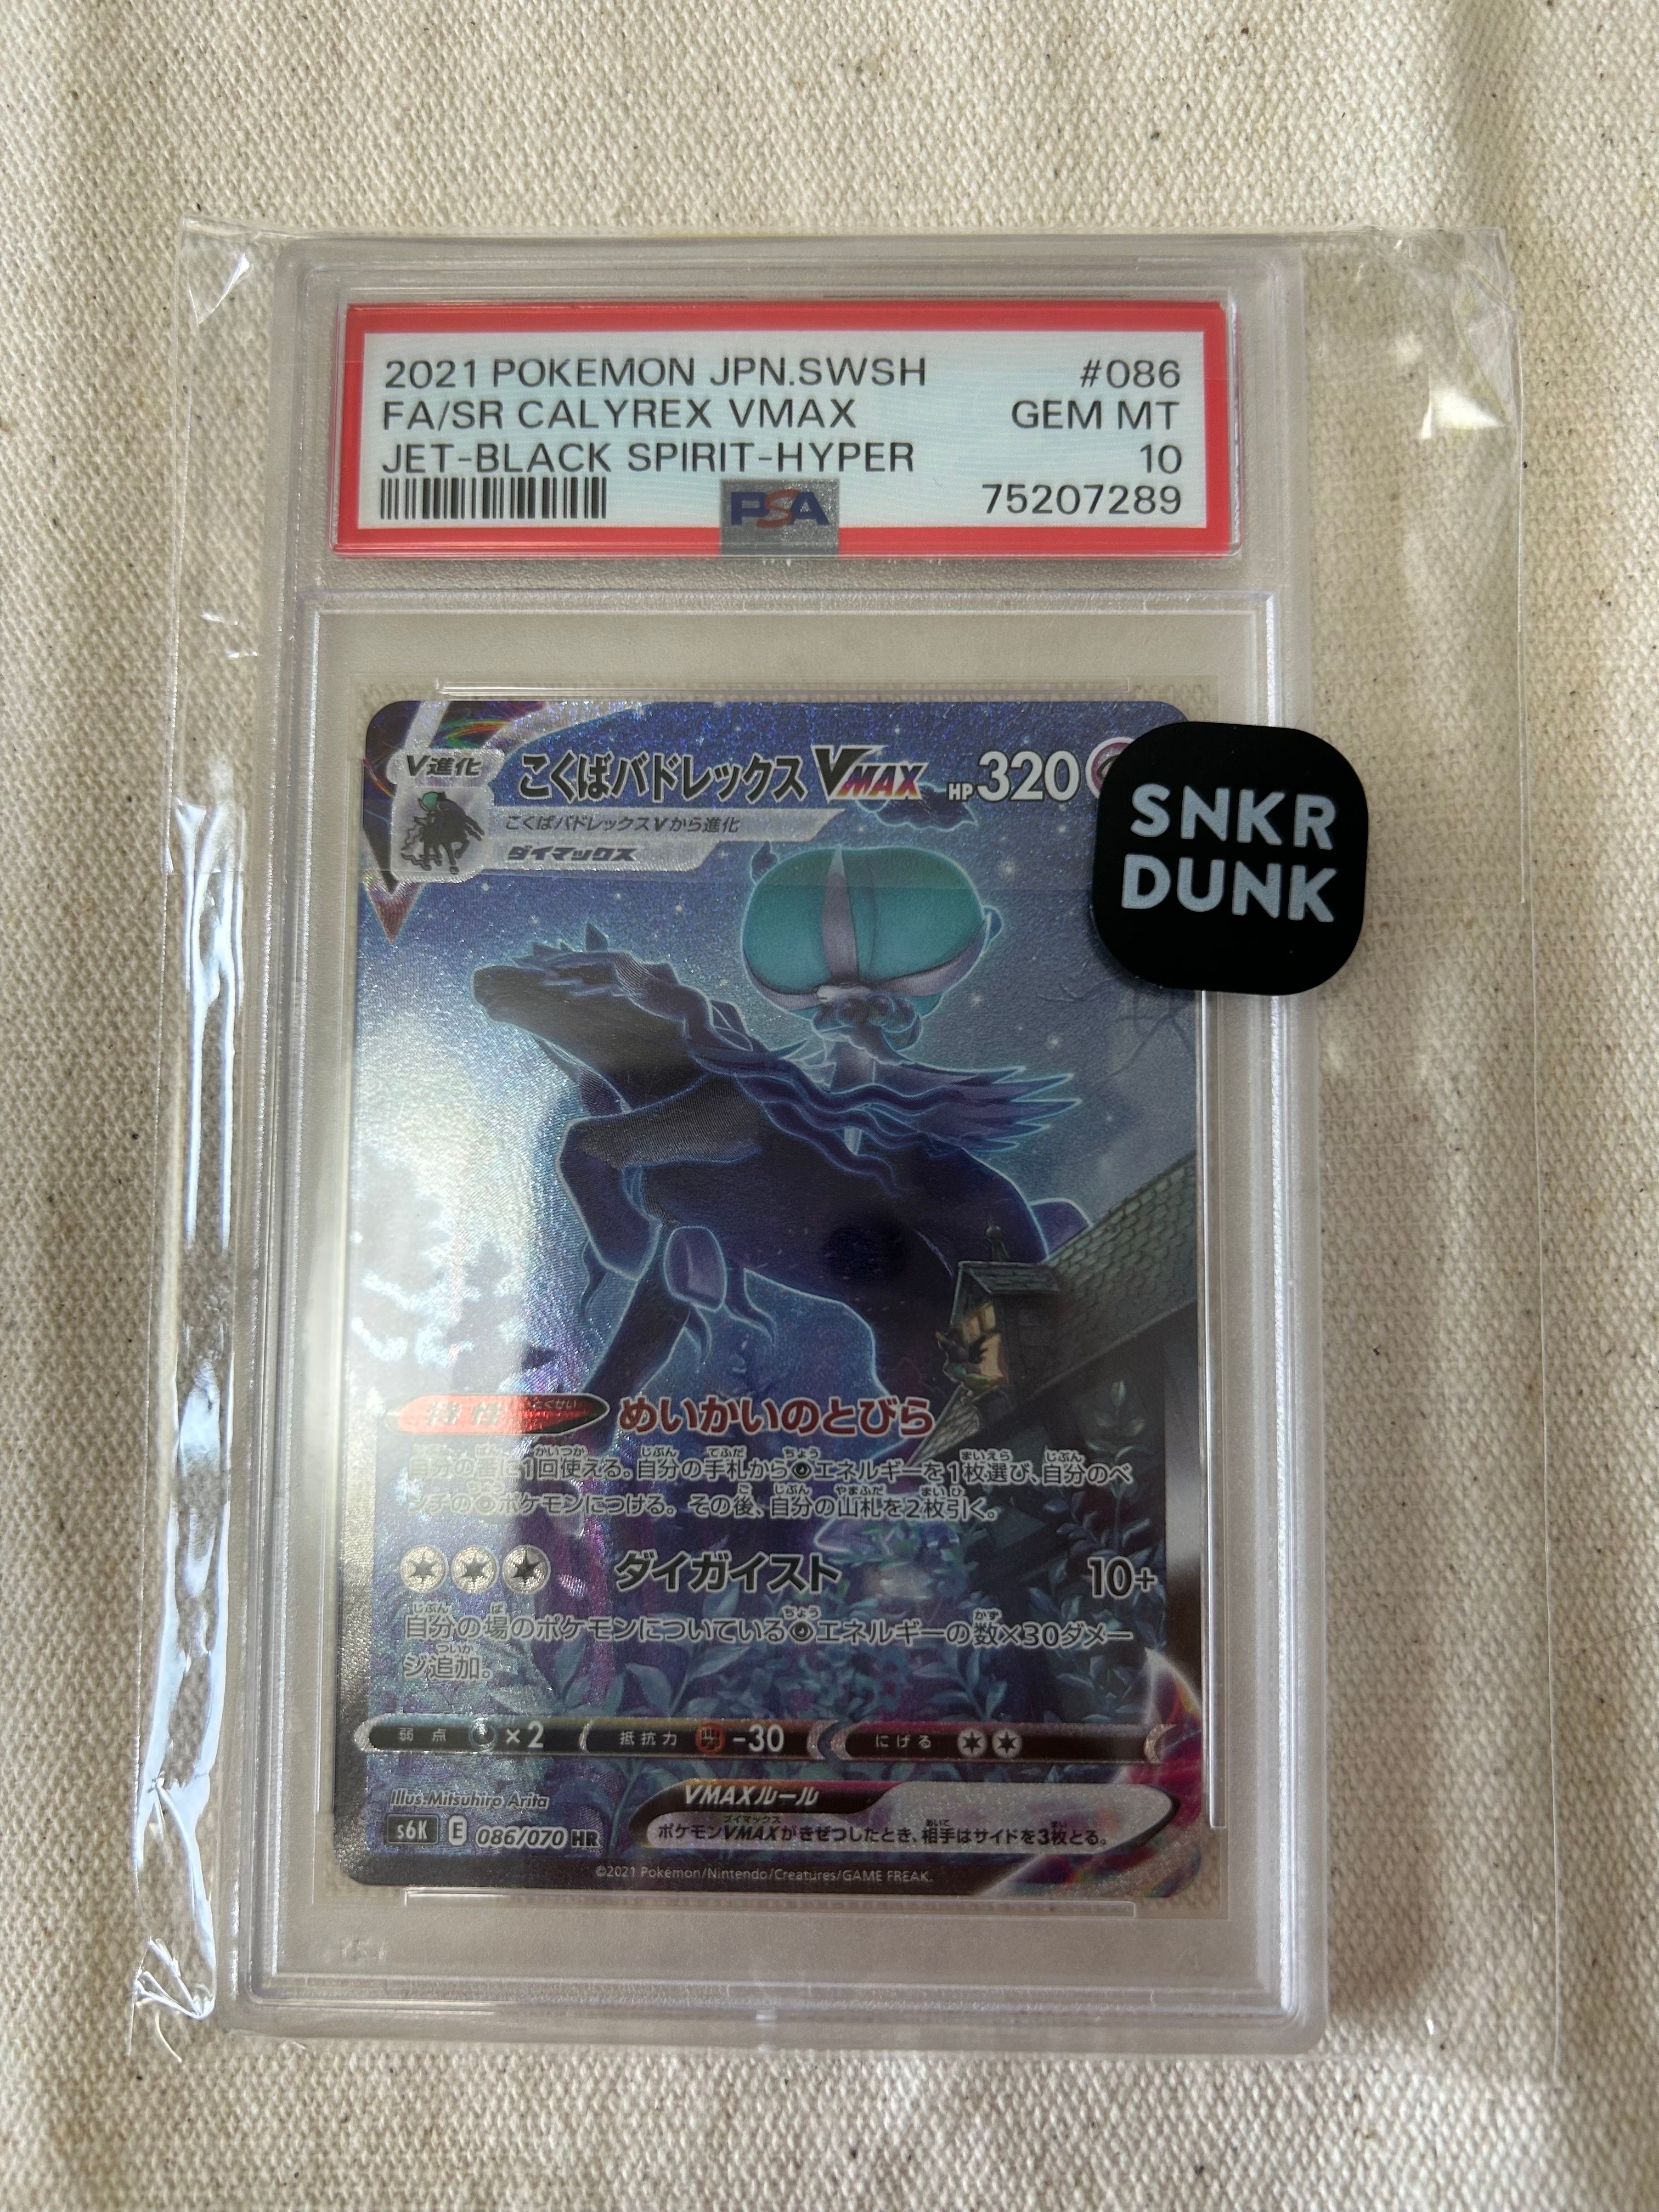 2021 POKEMON JPN.SWSH #086
FA/SR CALYREX VMAX GEM MT
JET-BLACK SPIRIT-HYPER 10
PSA 75207289
V進化 こくばバドレックス VMAX HP 320
こくばバドレックスVから進化
ダイマックス
SNKR
DUNK
特性 めいかいのとびら
自分の番に1回使える。自分の手札から エネルギーを1枚選び、自分のベ
ンチの ポケモンにつける。その後、自分の山札を2枚引く。
ダイガイスト 10+
自分の場のポケモンについている エネルギーの数×30ダメー
ジ追加。
弱点 ×2 抵抗力 -30 にげる
Illus.Mitsuhiro Arita
VMAXルール
s6K E 086/070 HR
ポケモンVMAXがきぜつしたとき、相手はサイドを3枚とる。
©2021 Pokémon/Nintendo/Creatures/GAME FREAK.